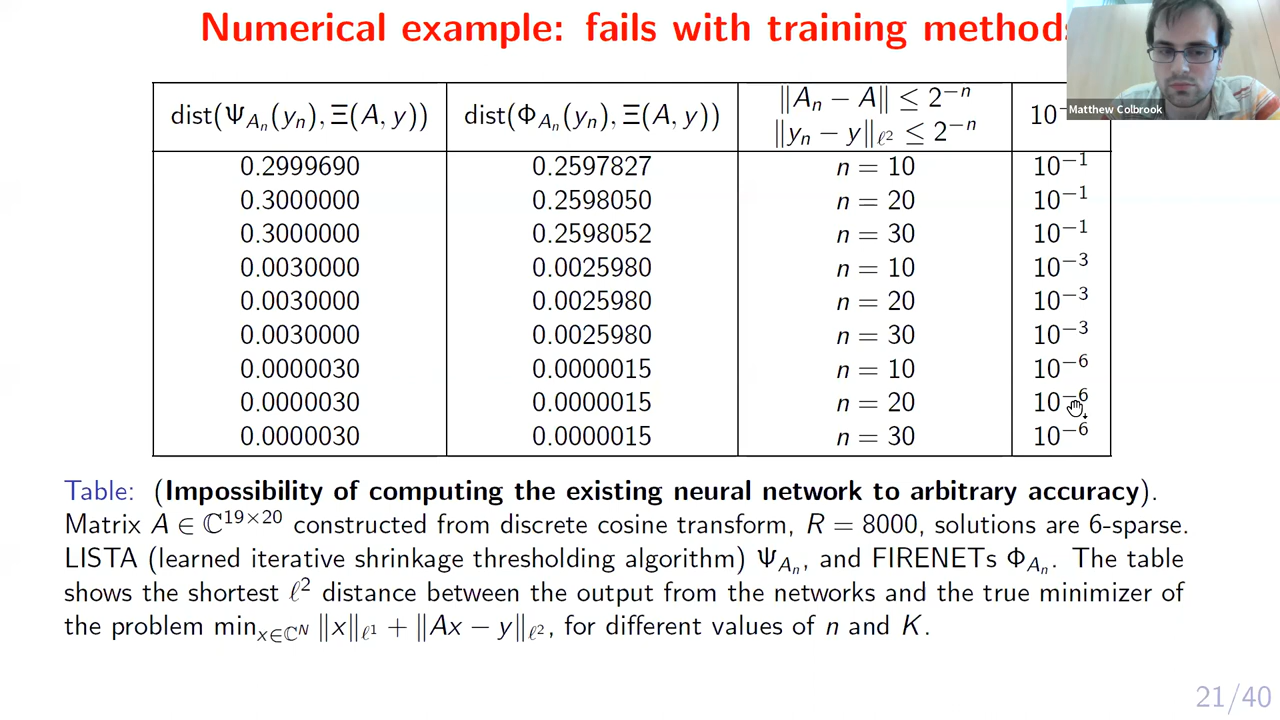 Numerical example: fails with training methods
Matthew Colbrook
dist(Ψ_{A_n}(y_n), Ξ(A, y)) dist(Φ_{A_n}(y_n), Ξ(A, y)) ‖A_n − A‖ ≤ 2^{−n} 10^{−
‖y_n − y‖_{ℓ^2} ≤ 2^{−n}
0.2999690 0.2597827 n = 10 10^{−1}
0.3000000 0.2598050 n = 20 10^{−1}
0.3000000 0.2598052 n = 30 10^{−1}
0.0030000 0.0025980 n = 10 10^{−3}
0.0030000 0.0025980 n = 20 10^{−3}
0.0030000 0.0025980 n = 30 10^{−3}
0.0000030 0.0000015 n = 10 10^{−6}
0.0000030 0.0000015 n = 20 10^{−6}
0.0000030 0.0000015 n = 30 10^{−6}
Table: (Impossibility of computing the existing neural network to arbitrary accuracy).
Matrix A ∈ ℂ^{19×20} constructed from discrete cosine transform, R = 8000, solutions are 6-sparse.
LISTA (learned iterative shrinkage thresholding algorithm) Ψ_{A_n}, and FIRENETs Φ_{A_n}. The table
shows the shortest ℓ^2 distance between the output from the networks and the true minimizer of
the problem min_{x∈ℂ^N} ‖x‖_{ℓ^1} + ‖Ax − y‖_{ℓ^2}, for different values of n and K.
21/40